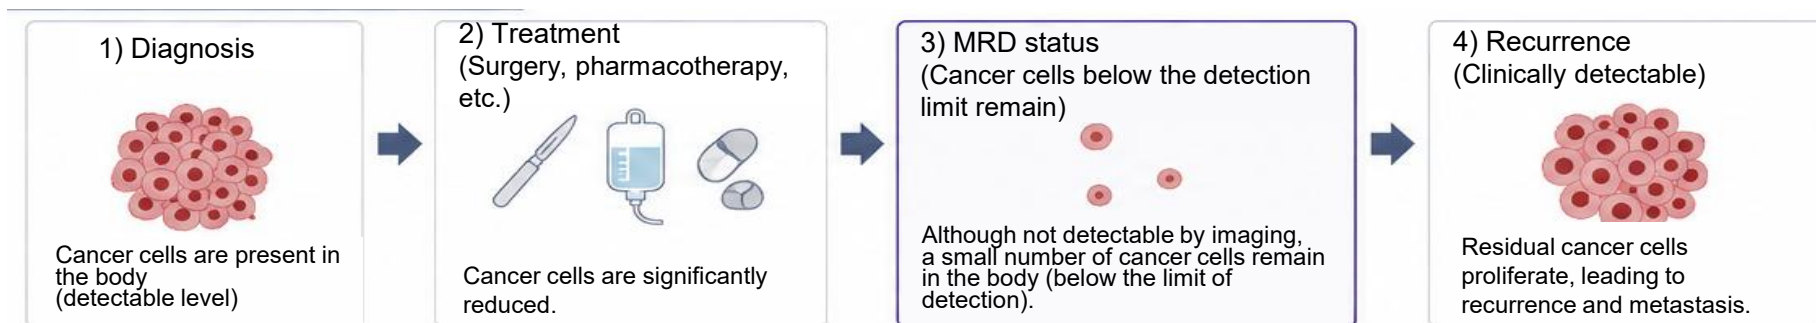 1) Diagnosis
Cancer cells are present in
the body
(detectable level)
2) Treatment
(Surgery, pharmacotherapy,
etc.)
Cancer cells are significantly
reduced.
3) MRD status
(Cancer cells below the detection
limit remain)
Although not detectable by imaging,
a small number of cancer cells remain
in the body (below the limit of
detection).
4) Recurrence
(Clinically detectable)
Residual cancer cells
proliferate, leading to
recurrence and metastasis.